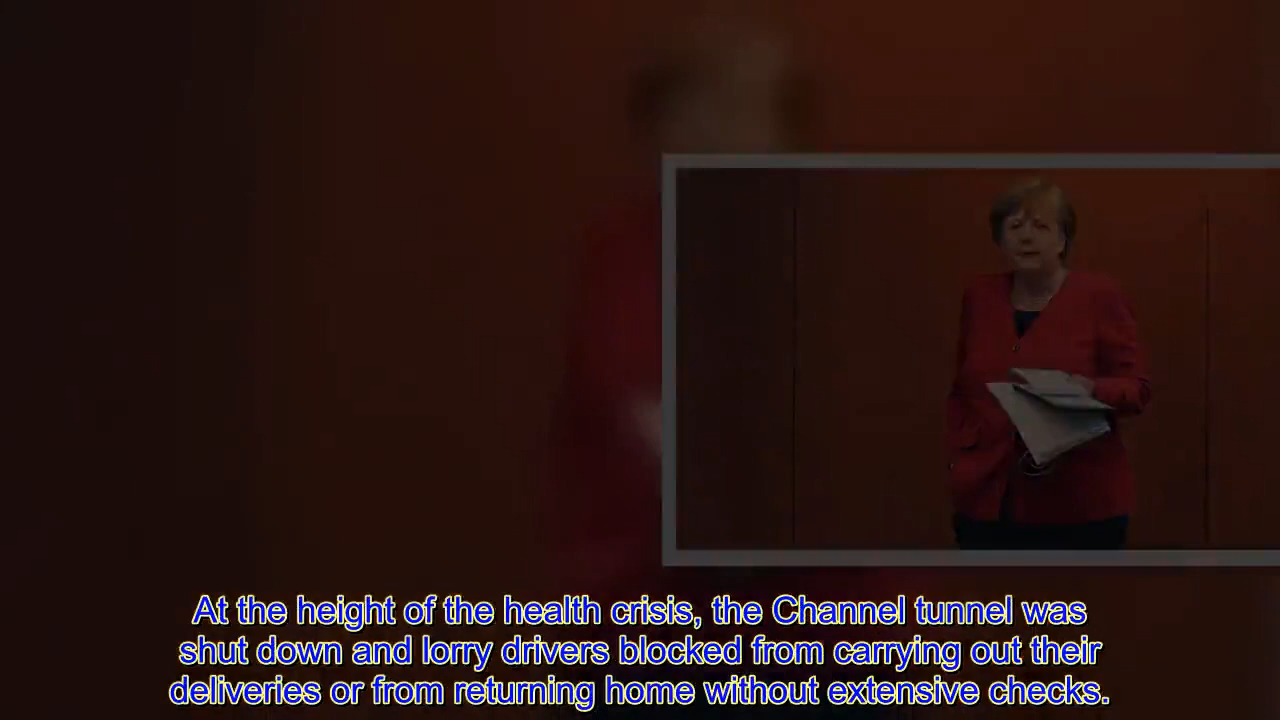 At the height of the health crisis, the Channel tunnel was
shut down and lorry drivers blocked from carrying out their
deliveries or from returning home without extensive checks.